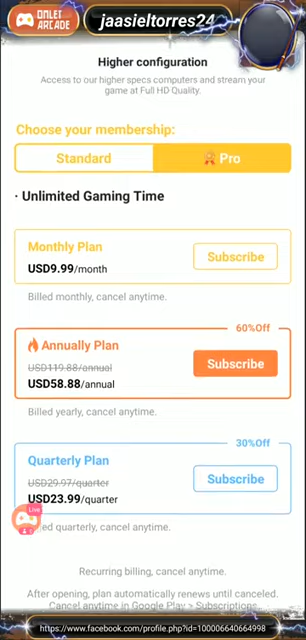 OMLET
ARCADE
jaasieltorres24
Higher configuration
Access to our higher specs computers and stream your
game at Full HD Quality.
Choose your membership:
Standard
Pro
· Unlimited Gaming Time
Monthly Plan
USD9.99/month
Subscribe
Billed monthly, cancel anytime.
60%Off
Annually Plan
USD119.88/annual
USD58.88/annual
Subscribe
Billed yearly, cancel anytime.
30%Off
Quarterly Plan
USD29.97/quarter
USD23.99/quarter
Subscribe
Live
ed quarterly, cancel anytime.
Recurring billing, cancel anytime.
After opening, plan automatically renews until canceled.
Cancel anytime in Google Play > Subscriptions..
https://www.facebook.com/profile.php?id=100006640664998